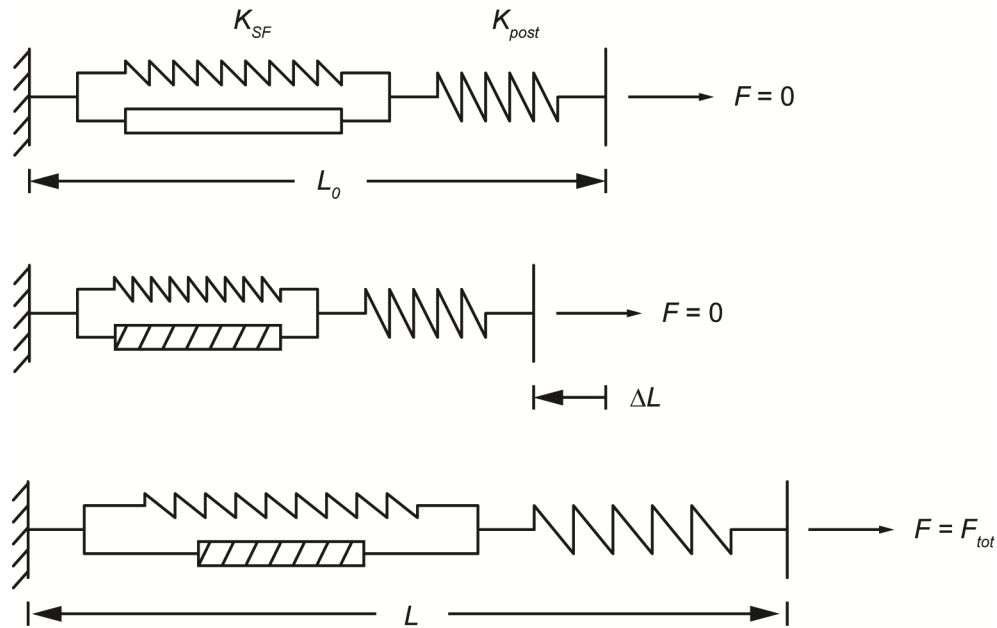 K_SF K_post
F = 0
L_0
F = 0
ΔL
F = F_tot
L